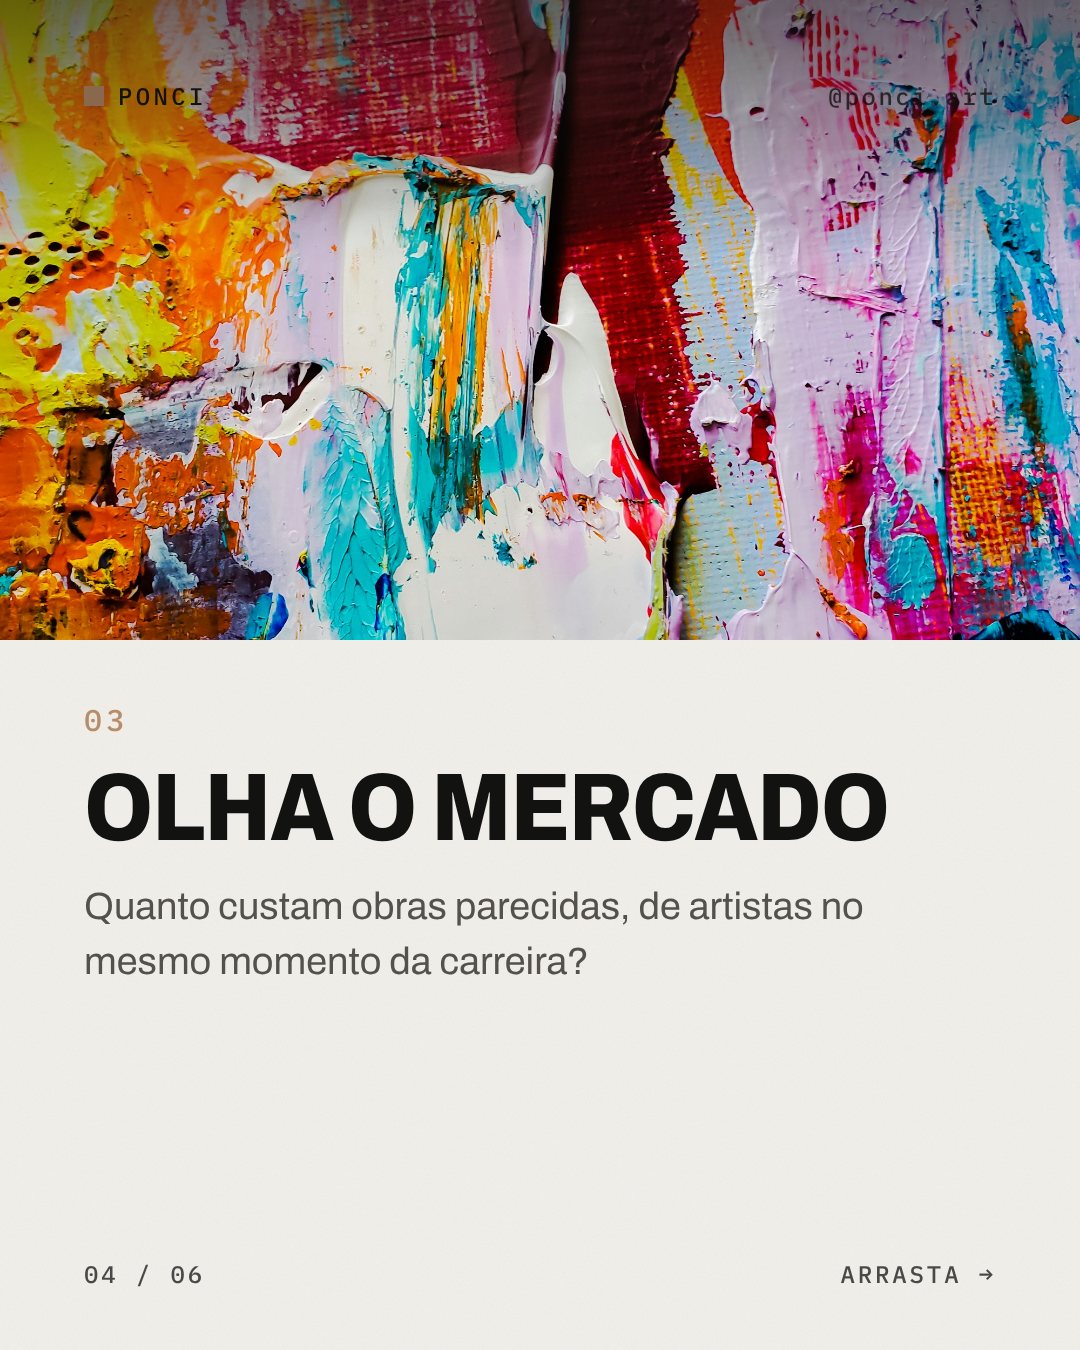 PONCI
@ponci.art
03
OLHA O MERCADO
Quanto custam obras parecidas, de artistas no
mesmo momento da carreira?
04 / 06
ARRASTA →